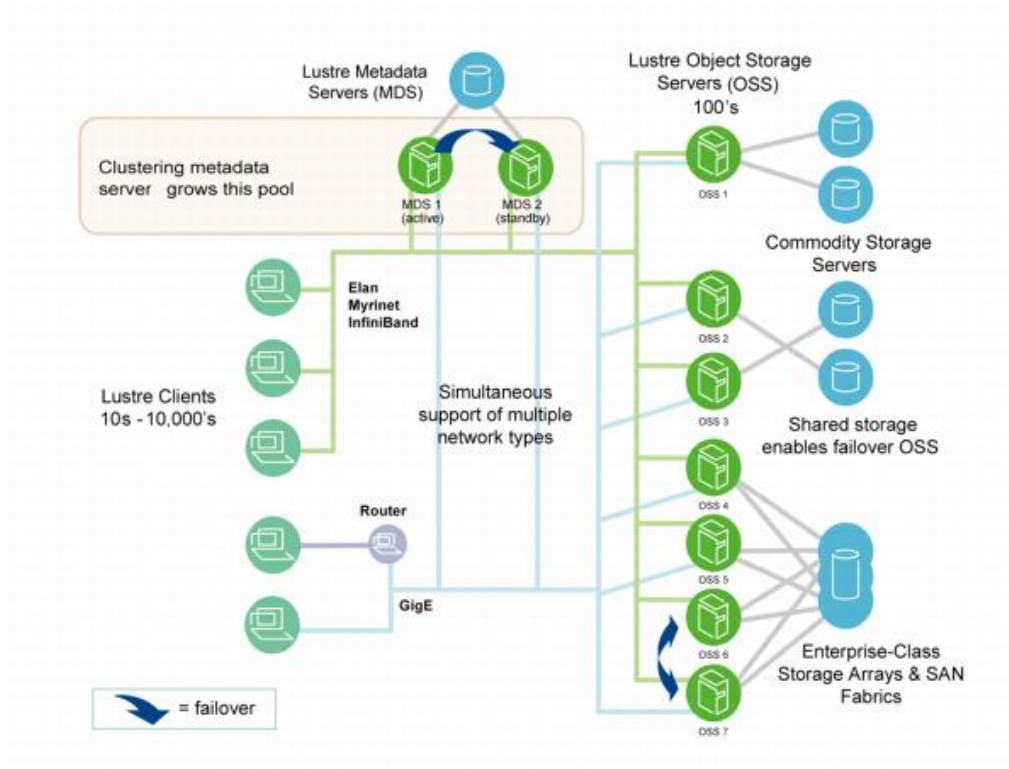 Lustre Metadata
Servers (MDS)
Lustre Object Storage
Servers (OSS)
100's
Clustering metadata
server grows this pool
MDS 1
(active)
MDS 2
(standby)
OSS 1
Commodity Storage
Servers
Elan
Myrinet
InfiniBand
OSS 2
Lustre Clients
10s - 10,000's
Simultaneous
support of multiple
network types
OSS 3
Shared storage
enables failover OSS
OSS 4
Router
OSS 5
GigE
OSS 6
Enterprise-Class
Storage Arrays & SAN
Fabrics
= failover
OSS 7